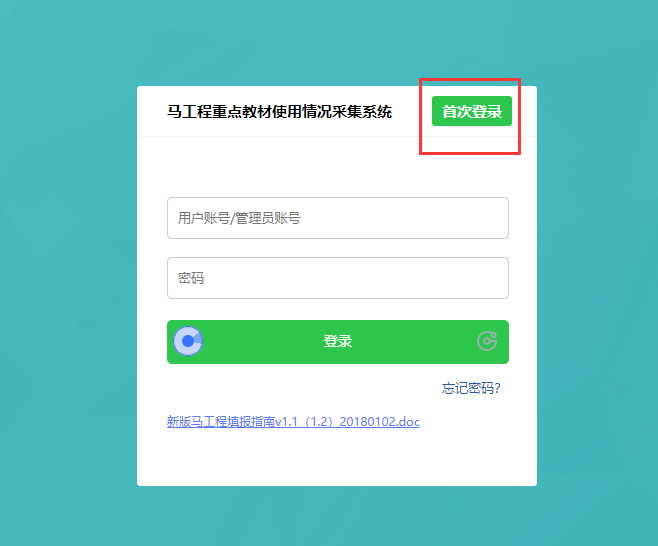 马工程重点教材使用情况采集系统
首次登录
用户账号/管理员账号
密码
登录
忘记密码?
新版马工程填报指南v1.1（1.2）20180102.doc